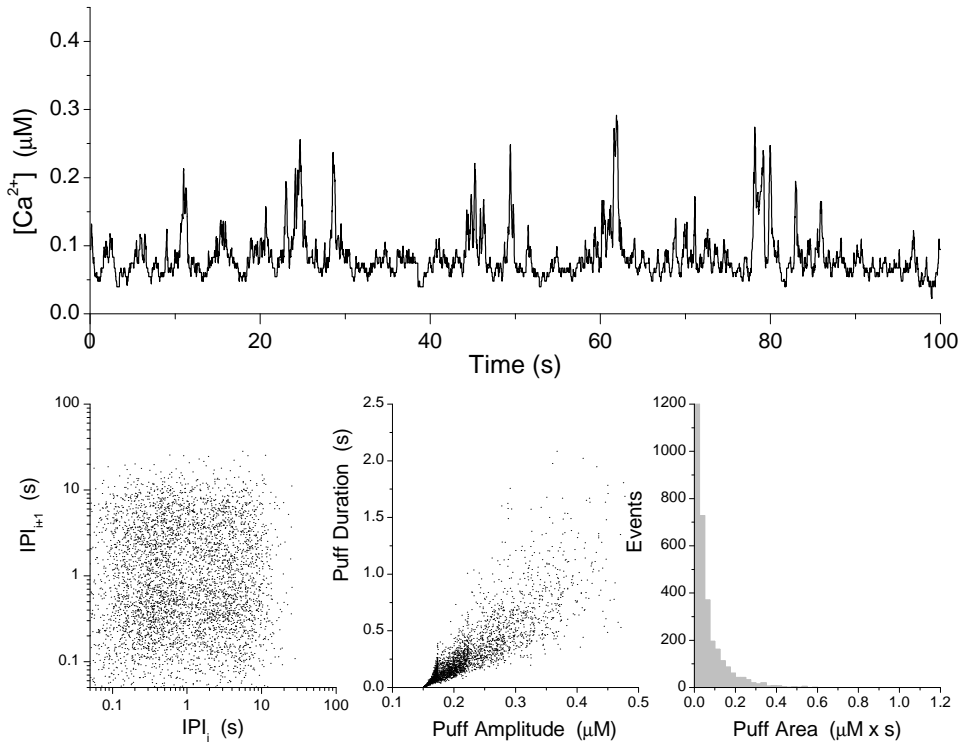 0.4
0.3
0.2
0.1
0.0
[Ca²⁺] (μM)
0 20 40 60 80 100
Time (s)
100
10
1
0.1
IPI_{i+1} (s)
0.1 1 10 100
IPI_i (s)
2.5
2.0
1.5
1.0
0.5
0.0
Puff Duration (s)
0.1 0.2 0.3 0.4 0.5
Puff Amplitude (μM)
1200
1000
800
600
400
200
0
Events
0.0 0.2 0.4 0.6 0.8 1.0 1.2
Puff Area (μM x s)